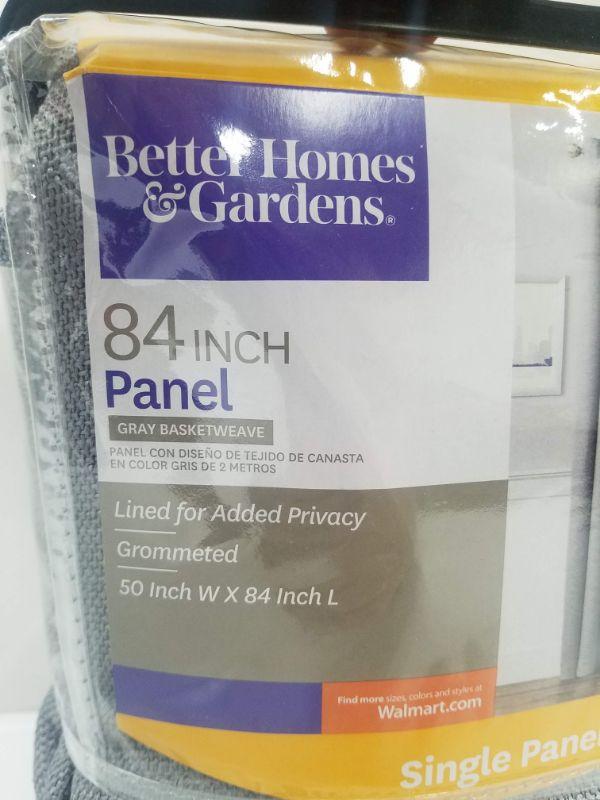 Better Homes
& Gardens®
84 INCH
Panel
GRAY BASKETWEAVE
PANEL CON DISEÑO DE TEJIDO DE CANASTA
EN COLOR GRIS DE 2 METROS
Lined for Added Privacy
Grommeted
50 Inch W X 84 Inch L
Find more sizes, colors and styles at
Walmart.com
Single Panel